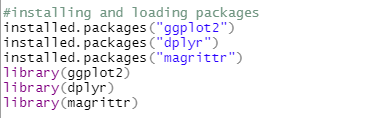 #installing and loading packages
installed.packages("ggplot2")
installed.packages("dplyr")
installed.packages("magrittr")
library(ggplot2)
library(dplyr)
library(magrittr)